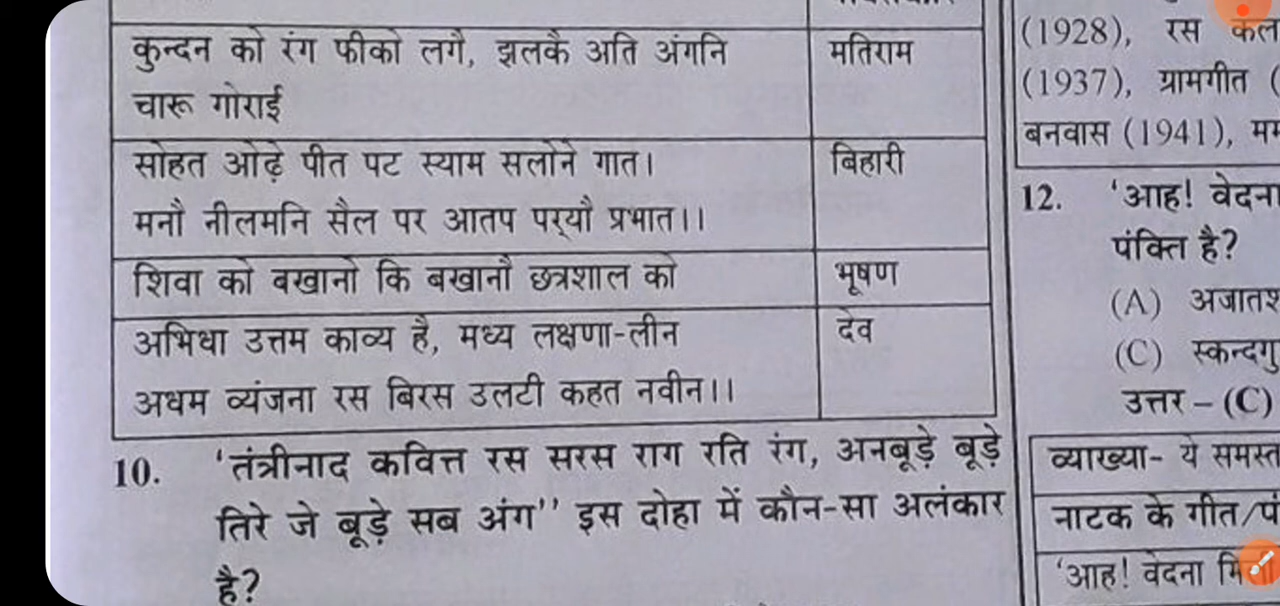 कुन्दन को रंग फीको लगै, झलकै अति अंगनि
चारू गोराई
मतिराम
सोहत ओढ़े पीत पट स्याम सलोने गात।
मनौ नीलमनि सैल पर आतप पर्‌यौ प्रभात।।
बिहारी
शिवा को बखानो कि बखानौ छत्रशाल को
भूषण
अभिधा उत्तम काव्य है, मध्य लक्षणा-लीन
अधम व्यंजना रस बिरस उलटी कहत नवीन।।
देव
10. 'तंत्रीनाद कवित्त रस सरस राग रति रंग, अनबूड़े बूड़े
तिरे जे बूड़े सब अंग'' इस दोहा में कौन-सा अलंकार
है?
(1928), रस
(1937), ग्रामगीत (
बनवास (1941),
12. 'आह! वेदना
पंक्ति है?
(A)
(C)
उत्तर – (C)
व्याख्या- ये समस्त
नाटक के गीत/
'आह! वेदना